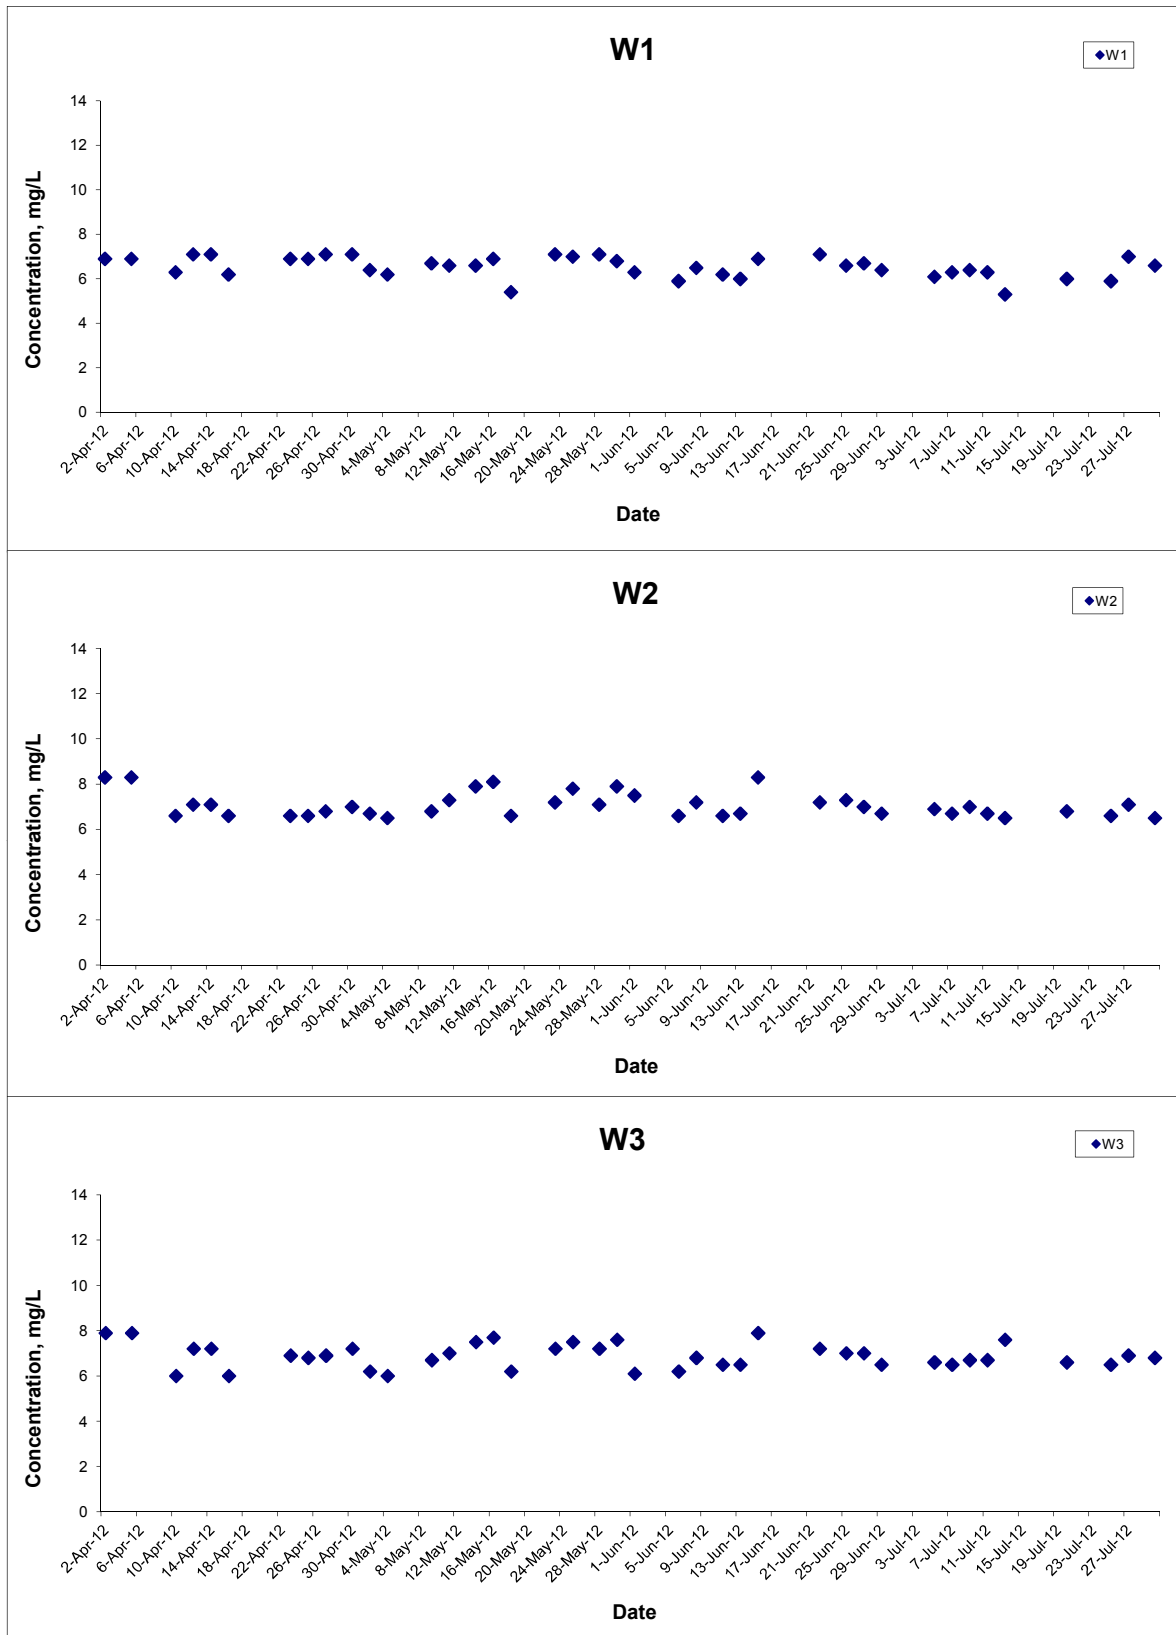 W1
W1
14
12
10
8
6
4
2
0
Concentration, mg/L
2-Apr-12
6-Apr-12
10-Apr-12
14-Apr-12
18-Apr-12
22-Apr-12
26-Apr-12
30-Apr-12
4-May-12
8-May-12
12-May-12
16-May-12
20-May-12
24-May-12
28-May-12
1-Jun-12
5-Jun-12
9-Jun-12
13-Jun-12
17-Jun-12
21-Jun-12
25-Jun-12
29-Jun-12
3-Jul-12
7-Jul-12
11-Jul-12
15-Jul-12
19-Jul-12
23-Jul-12
27-Jul-12
Date
W2
W2
14
12
10
8
6
4
2
0
Concentration, mg/L
2-Apr-12
6-Apr-12
10-Apr-12
14-Apr-12
18-Apr-12
22-Apr-12
26-Apr-12
30-Apr-12
4-May-12
8-May-12
12-May-12
16-May-12
20-May-12
24-May-12
28-May-12
1-Jun-12
5-Jun-12
9-Jun-12
13-Jun-12
17-Jun-12
21-Jun-12
25-Jun-12
29-Jun-12
3-Jul-12
7-Jul-12
11-Jul-12
15-Jul-12
19-Jul-12
23-Jul-12
27-Jul-12
Date
W3
W3
14
12
10
8
6
4
2
0
Concentration, mg/L
2-Apr-12
6-Apr-12
10-Apr-12
14-Apr-12
18-Apr-12
22-Apr-12
26-Apr-12
30-Apr-12
4-May-12
8-May-12
12-May-12
16-May-12
20-May-12
24-May-12
28-May-12
1-Jun-12
5-Jun-12
9-Jun-12
13-Jun-12
17-Jun-12
21-Jun-12
25-Jun-12
29-Jun-12
3-Jul-12
7-Jul-12
11-Jul-12
15-Jul-12
19-Jul-12
23-Jul-12
27-Jul-12
Date